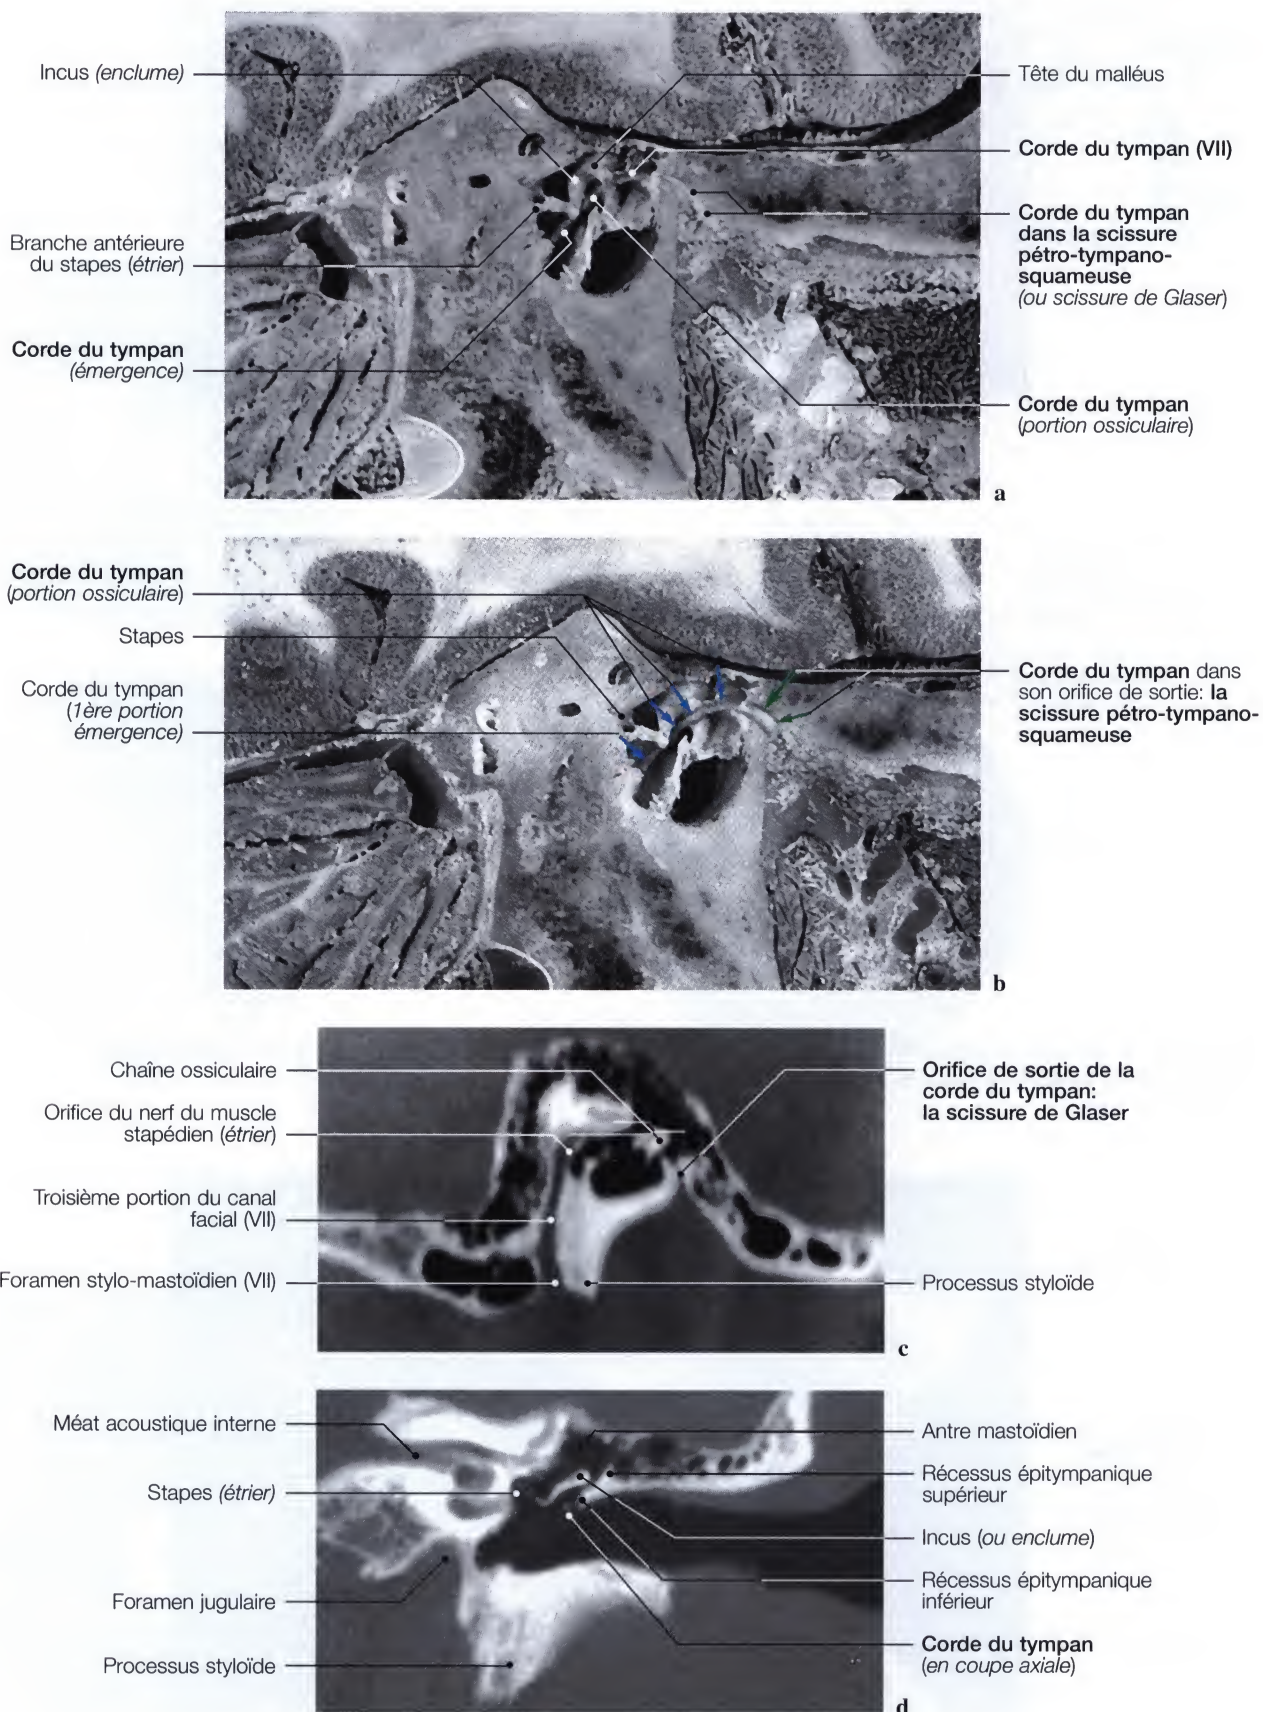 Incus (enclume)
Branche antérieure
du stapes (étrier)
Corde du tympan
(émergence)
Tête du malléus
Corde du tympan (VII)
Corde du tympan
dans la scissure
pétro-tympano-
squameuse
(ou scissure de Glaser)
Corde du tympan
(portion ossiculaire)
a
Corde du tympan
(portion ossiculaire)
Stapes
Corde du tympan
(1ère portion
émergence)
Corde du tympan dans
son orifice de sortie: la
scissure pétro-tympano-
squameuse
b
Chaîne ossiculaire
Orifice du nerf du muscle
stapédien (étrier)
Troisième portion du canal
facial (VII)
Foramen stylo-mastoïdien (VII)
Orifice de sortie de la
corde du tympan:
la scissure de Glaser
Processus styloïde
c
Méat acoustique interne
Stapes (étrier)
Foramen jugulaire
Processus styloïde
Antre mastoïdien
Récessus épitympanique
supérieur
Incus (ou enclume)
Récessus épitympanique
inférieur
Corde du tympan
(en coupe axiale)
d